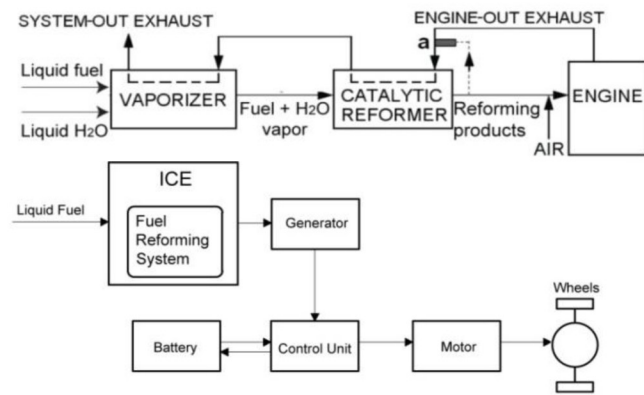 SYSTEM-OUT EXHAUST
ENGINE-OUT EXHAUST
a
Liquid fuel
VAPORIZER
Liquid H2O
Fuel + H2O
vapor
CATALYTIC
REFORMER
Reforming
products
AIR
ENGINE
ICE
Liquid Fuel
Fuel
Reforming
System
Generator
Wheels
Battery
Control Unit
Motor